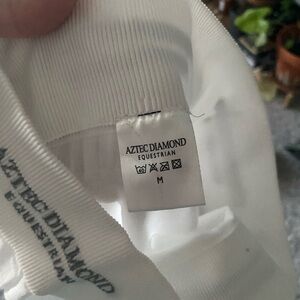 AZTEC DIAMOND
EQUESTRIAN
M
AZTEC DIAMOND
EQUESTRIAN